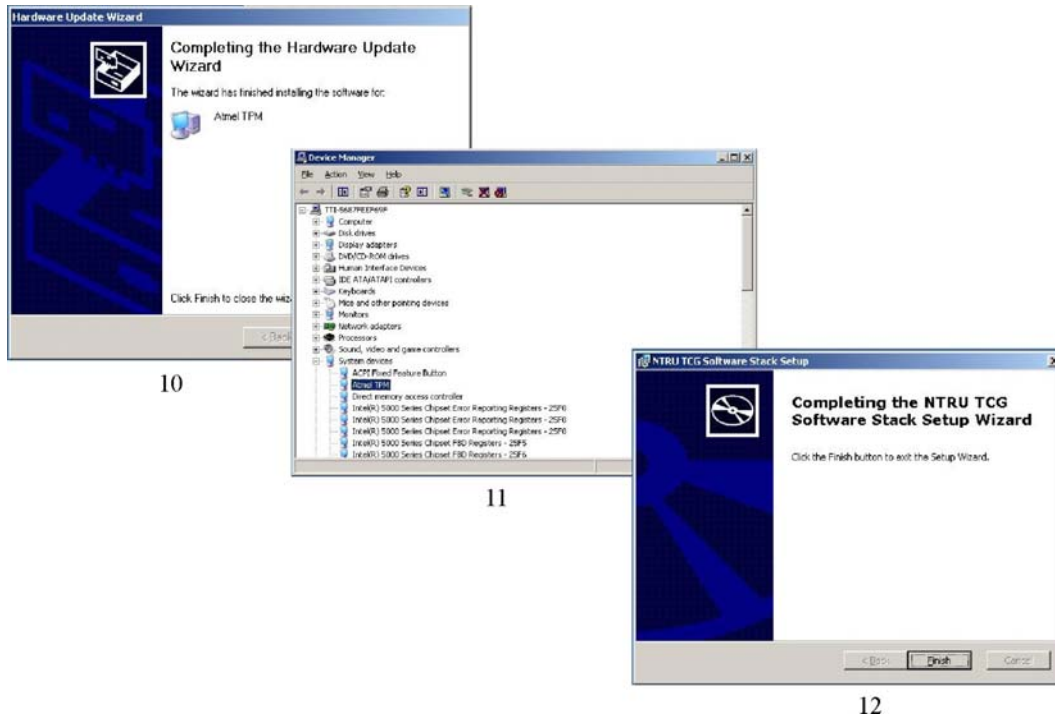 Hardware Update Wizard
Completing the Hardware Update
Wizard
The wizard has finished installing the software for:
Atmel TPM
Click Finish to close the wiz
< Back
10
Device Manager
File Action View Help
Computer
Disk drives
Display adapters
DVD/CD-ROM drives
Human Interface Devices
IDE ATA/ATAPI controllers
Keyboards
Mice and other pointing devices
Monitors
Network adapters
Processors
Sound, video and game controllers
System devices
ACPI Fixed Feature Button
Atmel TPM
Direct memory access controller
Intel(R) 5000 Series Chipset Error Reporting Registers - 25F0
Intel(R) 5000 Series Chipset Error Reporting Registers - 25F0
Intel(R) 5000 Series Chipset Error Reporting Registers - 25F0
Intel(R) 5000 Series Chipset FBD Registers - 25F5
Intel(R) 5000 Series Chipset FBD Registers - 25F6
11
NTRU TCG Software Stack Setup
Completing the NTRU TCG
Software Stack Setup Wizard
Click the Finish button to exit the Setup Wizard.
< Back Finish Cancel
12